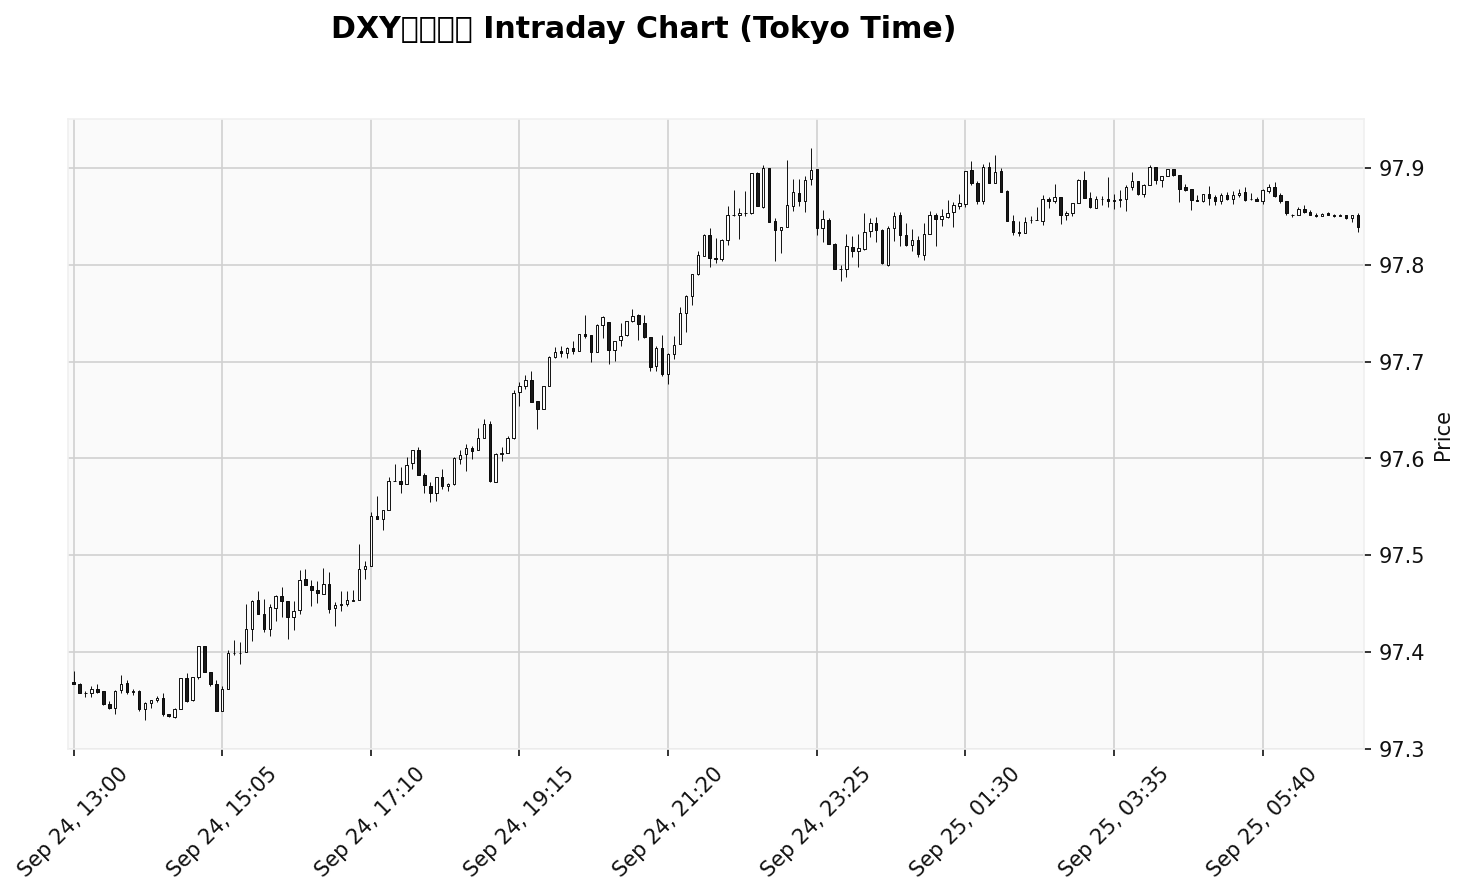 DXY Intraday Chart (Tokyo Time)
97.9
97.8
97.7
97.6
97.5
97.4
97.3
Price
Sep 24, 13:00
Sep 24, 15:05
Sep 24, 17:10
Sep 24, 19:15
Sep 24, 21:20
Sep 24, 23:25
Sep 25, 01:30
Sep 25, 03:35
Sep 25, 05:40